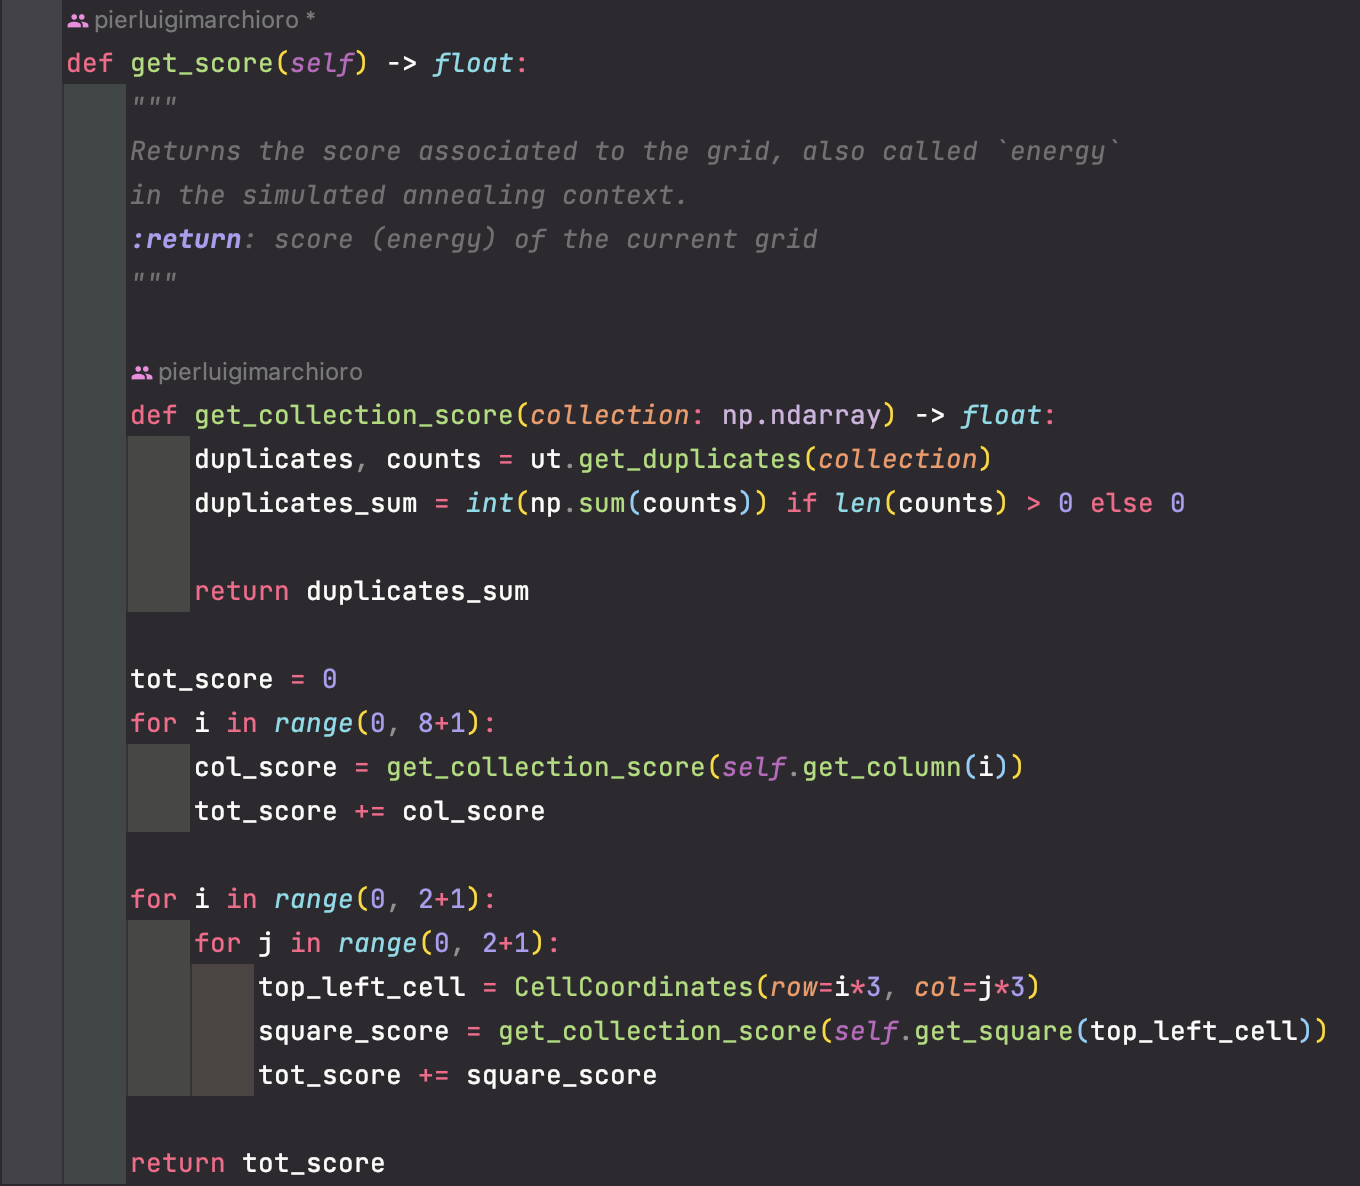 pierluigimarchioro *
def get_score(self) -> float:
"""
Returns the score associated to the grid, also called `energy`
in the simulated annealing context.
:return: score (energy) of the current grid
"""
pierluigimarchioro
def get_collection_score(collection: np.ndarray) -> float:
duplicates, counts = ut.get_duplicates(collection)
duplicates_sum = int(np.sum(counts)) if len(counts) > 0 else 0
return duplicates_sum
tot_score = 0
for i in range(0, 8+1):
col_score = get_collection_score(self.get_column(i))
tot_score += col_score
for i in range(0, 2+1):
for j in range(0, 2+1):
top_left_cell = CellCoordinates(row=i*3, col=j*3)
square_score = get_collection_score(self.get_square(top_left_cell))
tot_score += square_score
return tot_score